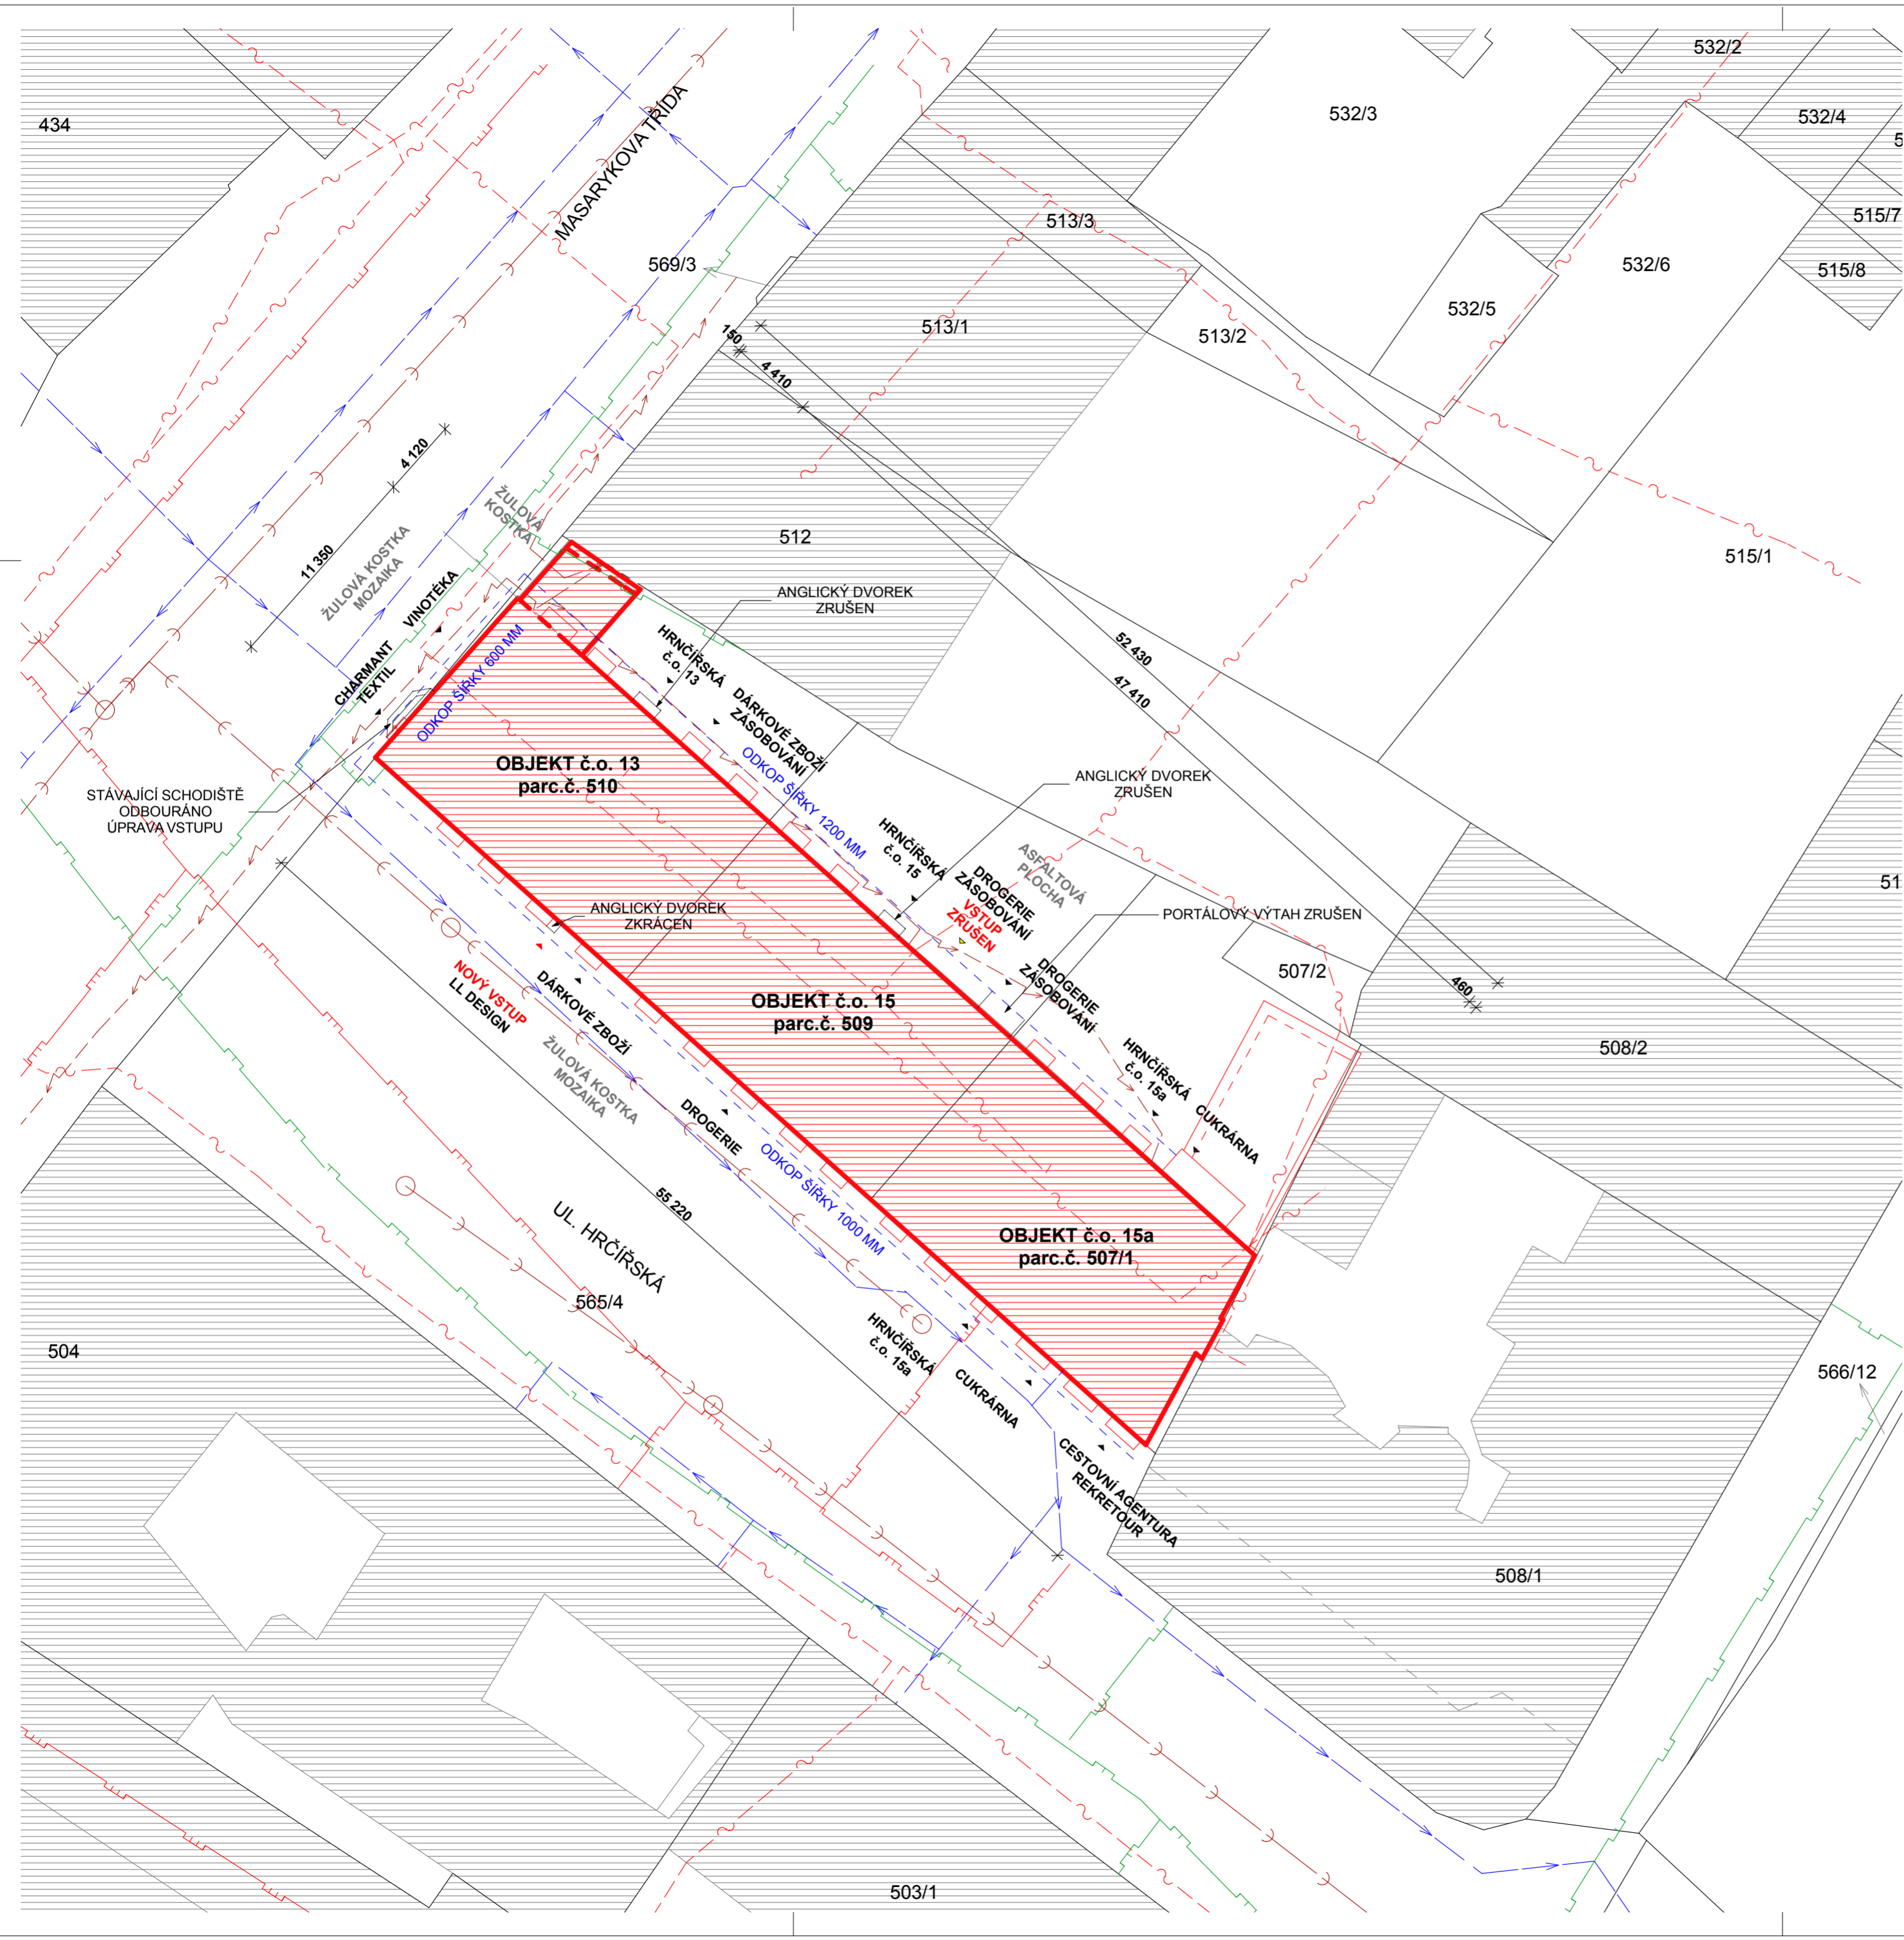 532/2
434
532/3
532/4
5
MASARYKOVA TŘÍDA
513/3
515/7
569/3
532/6
515/8
532/5
513/1
513/2
150
4 410
4 120
ŽULOVÁ
KOSTKA
512
515/1
11 350
ŽULOVÁ KOSTKA
MOZAIKA
VINOTÉKA
ANGLICKÝ DVOREK
ZRUŠEN
CHARMANT
TEXTIL
ODKOP ŠÍŘKY 600 MM
HRNČÍŘSKÁ
č.o. 13
52 430
47 410
DÁRKOVÉ ZBOŽÍ
ZÁSOBOVÁNÍ
OBJEKT č.o. 13
parc.č. 510
ODKOP ŠÍŘKY 1200 MM
ANGLICKÝ DVOREK
ZRUŠEN
STÁVAJÍCÍ SCHODIŠTĚ
ODBOURÁNO
ÚPRAVA VSTUPU
HRNČÍŘSKÁ
č.o. 15
ASFALTOVÁ
PLOCHA
51
DROGERIE
ZÁSOBOVÁNÍ
VSTUP
ZRUŠEN
ANGLICKÝ DVOREK
ZKRÁCEN
PORTÁLOVÝ VÝTAH ZRUŠEN
507/2
NOVÝ VSTUP
LL DESIGN
DÁRKOVÉ ZBOŽÍ
OBJEKT č.o. 15
parc.č. 509
DROGERIE
ZÁSOBOVÁNÍ
460
508/2
ŽULOVÁ KOSTKA
MOZAIKA
HRNČÍŘSKÁ
č.o. 15a
CUKRÁRNA
DROGERIE
ODKOP ŠÍŘKY 1000 MM
55 220
UL. HRČÍŘSKÁ
OBJEKT č.o. 15a
parc.č. 507/1
565/4
504
HRNČÍŘSKÁ
č.o. 15a
CUKRÁRNA
566/12
CESTOVNÍ AGENTURA
REKRETOUR
508/1
503/1